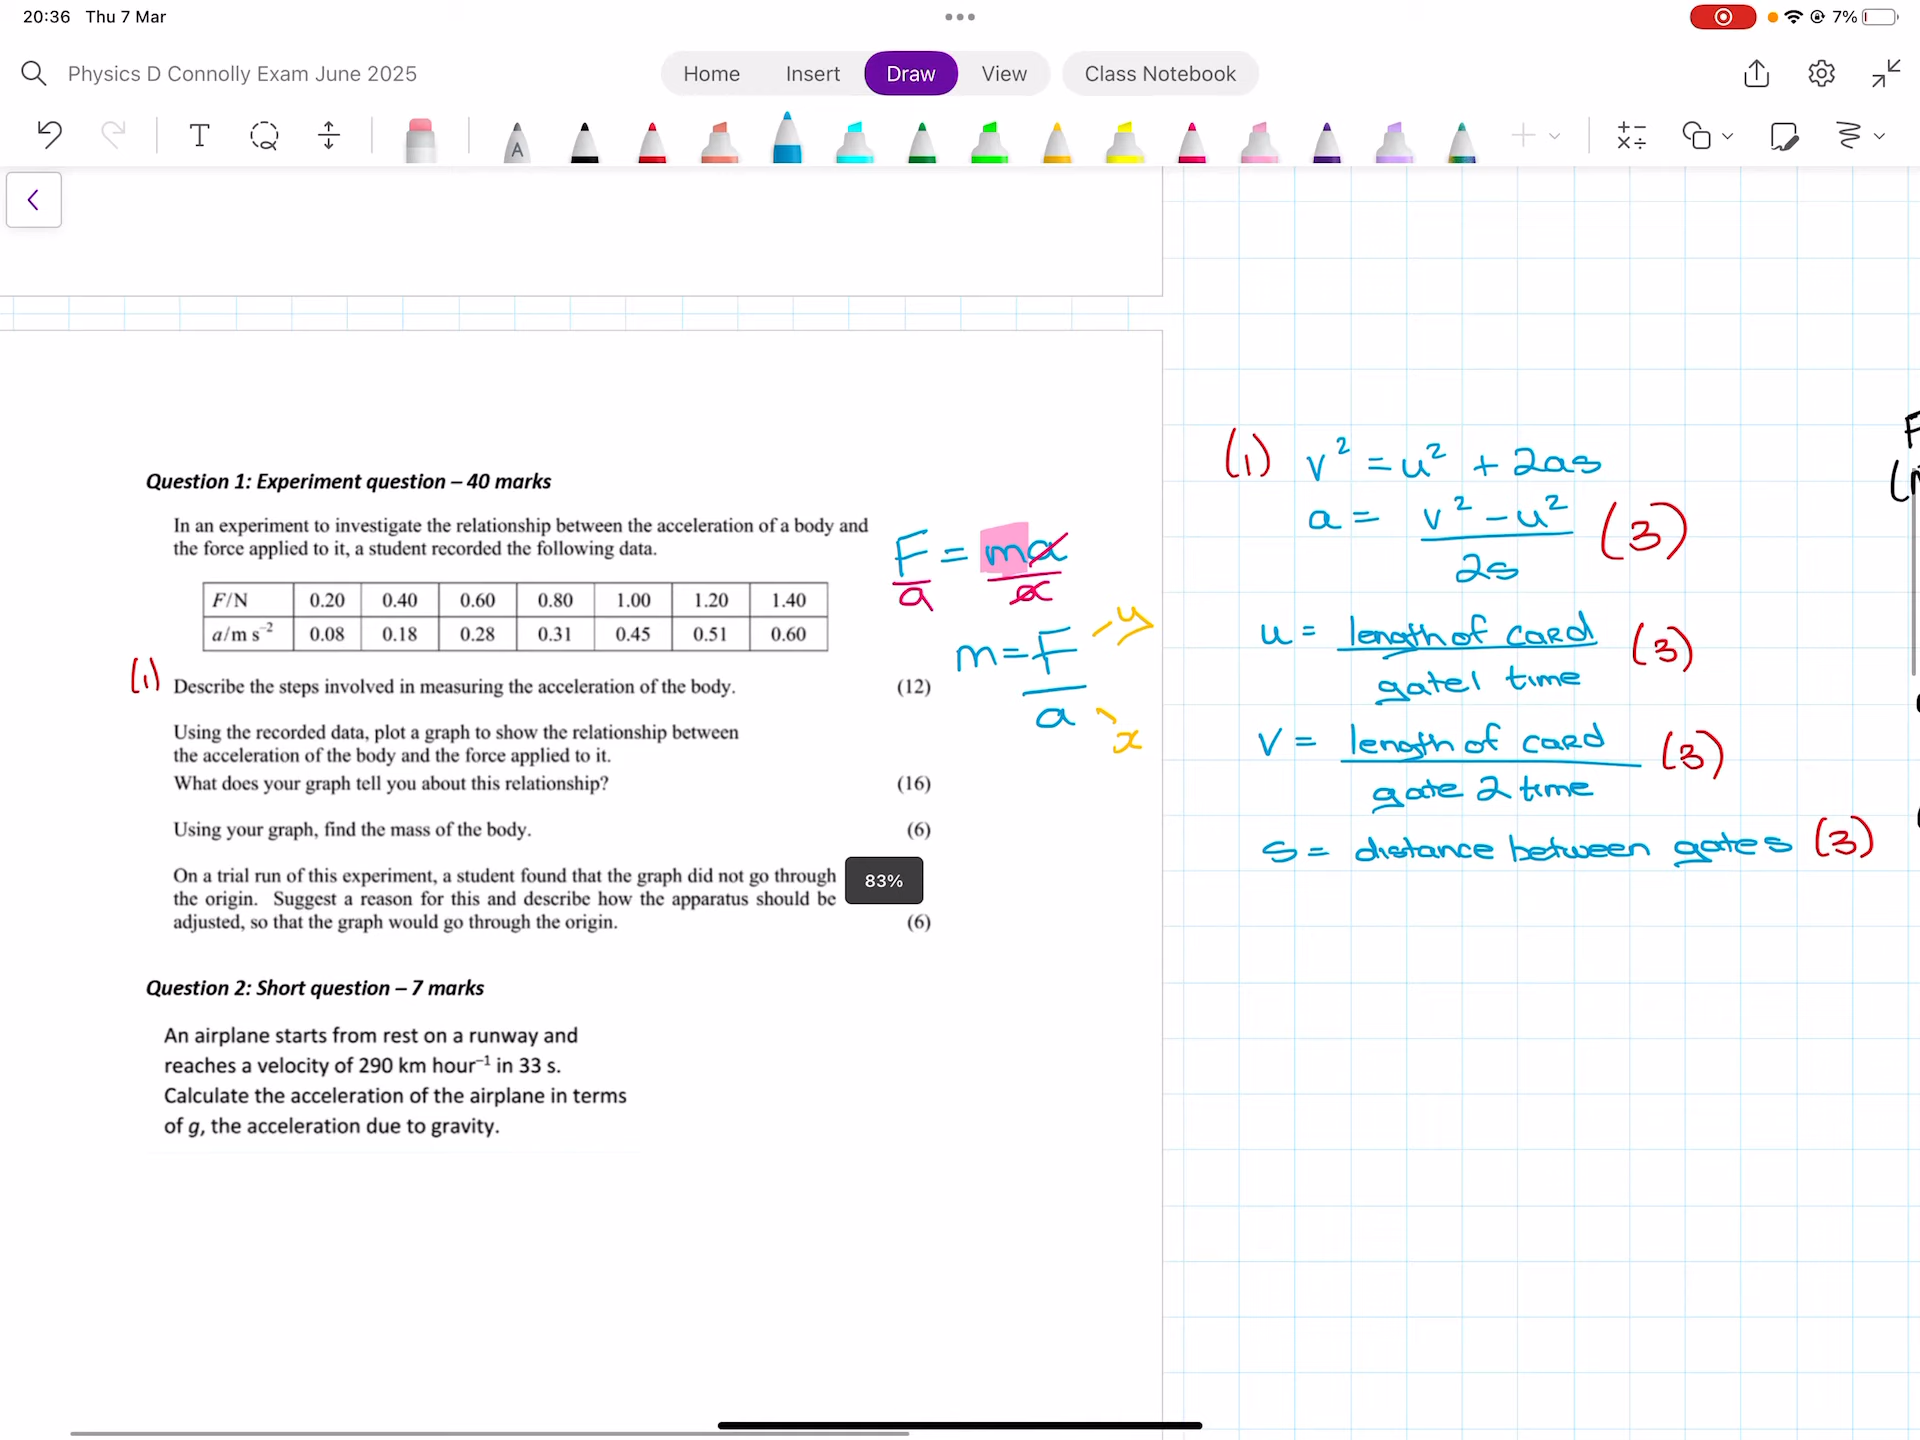 20:36 Thu 7 Mar
7%
Physics D Connolly Exam June 2025
Home Insert Draw View Class Notebook
T
A
Question 1: Experiment question – 40 marks
In an experiment to investigate the relationship between the acceleration of a body and
the force applied to it, a student recorded the following data.
F/N 0.20 0.40 0.60 0.80 1.00 1.20 1.40
a/m s⁻² 0.08 0.18 0.28 0.31 0.45 0.51 0.60
(1) Describe the steps involved in measuring the acceleration of the body. (12)
Using the recorded data, plot a graph to show the relationship between
the acceleration of the body and the force applied to it.
What does your graph tell you about this relationship? (16)
Using your graph, find the mass of the body. (6)
On a trial run of this experiment, a student found that the graph did not go through
the origin. Suggest a reason for this and describe how the apparatus should be
adjusted, so that the graph would go through the origin. (6)
83%
Question 2: Short question – 7 marks
An airplane starts from rest on a runway and
reaches a velocity of 290 km hour⁻¹ in 33 s.
Calculate the acceleration of the airplane in terms
of g, the acceleration due to gravity.
F = ma
a a
m = F y
a x
(1) v² = u² + 2as
a = v² - u² (3)
2s
u = length of card (3)
gate 1 time
v = length of card (3)
gate 2 time
s = distance between gates (3)
F